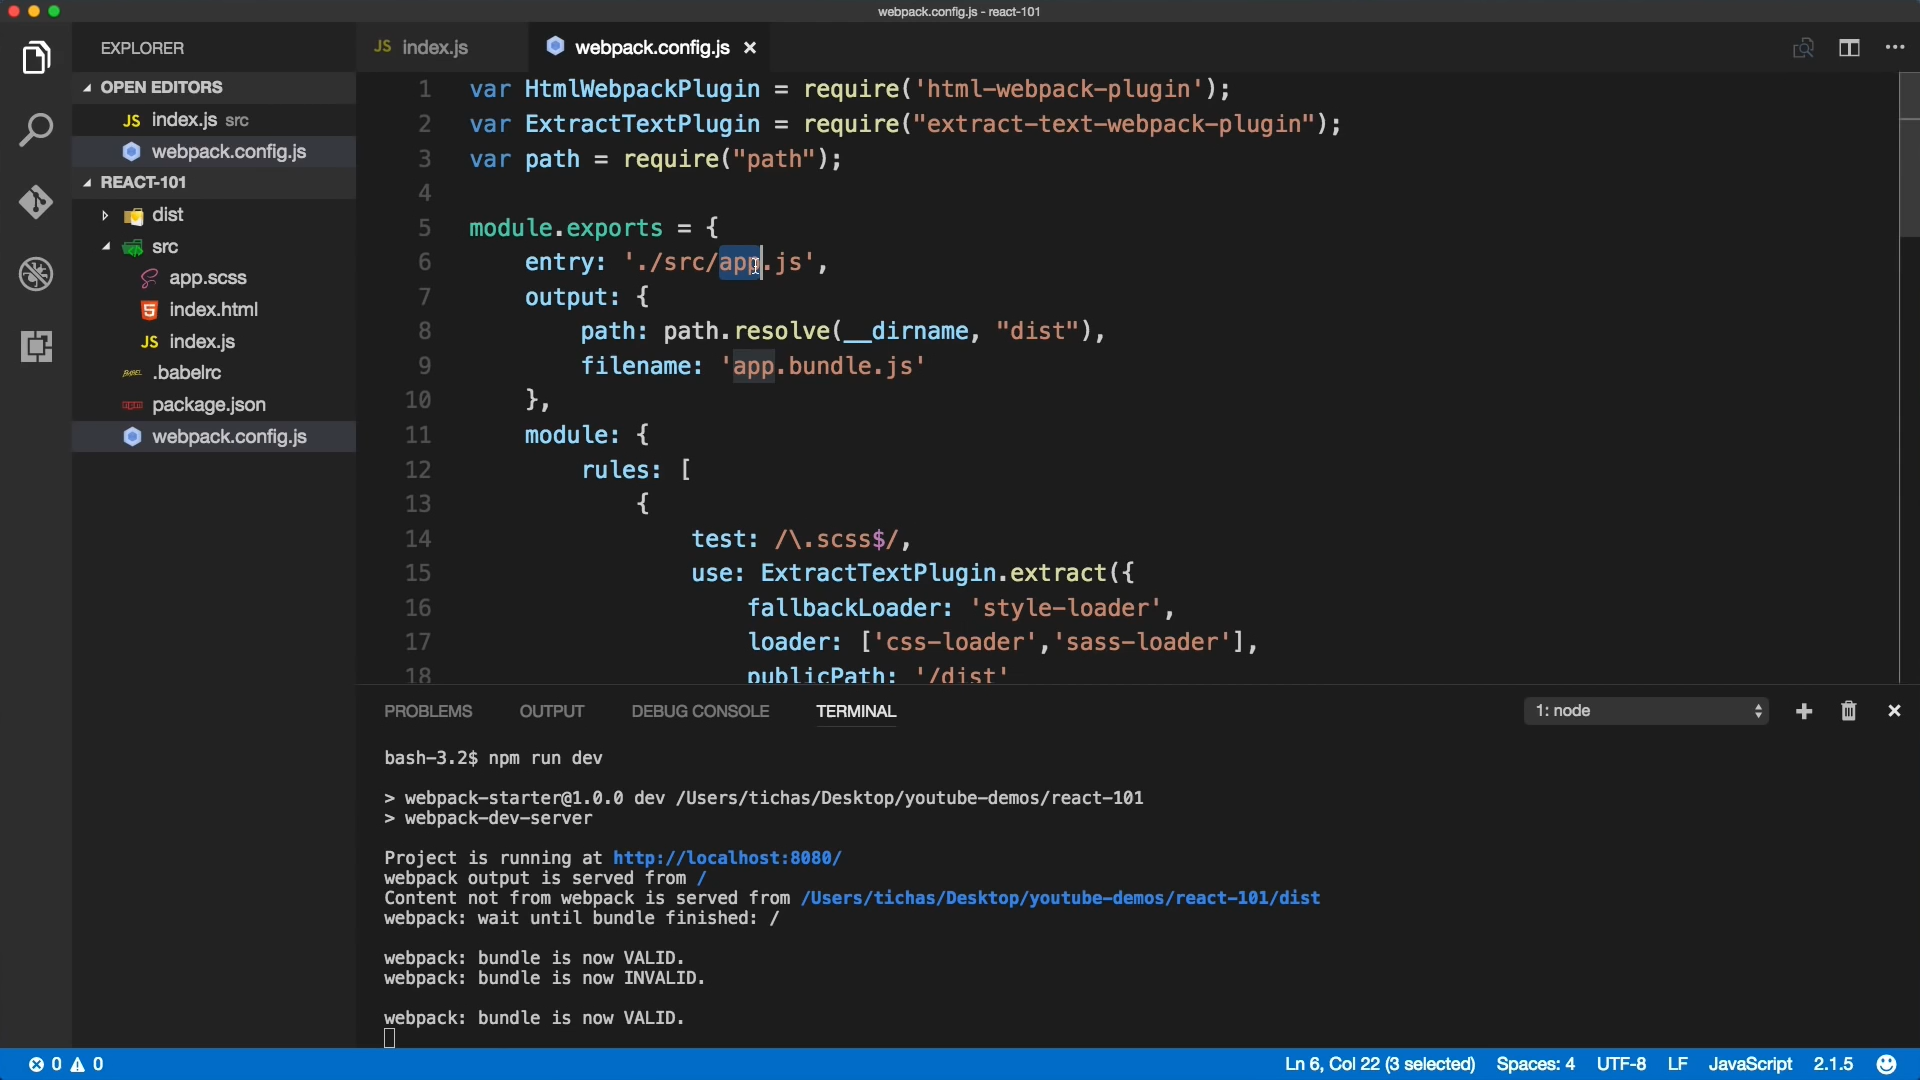 webpack.config.js - react-101
EXPLORER
OPEN EDITORS
JS index.js src
webpack.config.js
REACT-101
dist
src
app.scss
index.html
JS index.js
.babelrc
package.json
webpack.config.js
JS index.js
webpack.config.js
1 var HtmlWebpackPlugin = require('html-webpack-plugin');
2 var ExtractTextPlugin = require("extract-text-webpack-plugin");
3 var path = require("path");
4
5 module.exports = {
6 entry: './src/app.js',
7 output: {
8 path: path.resolve(__dirname, "dist"),
9 filename: 'app.bundle.js'
10 },
11 module: {
12 rules: [
13 {
14 test: /\.scss$/,
15 use: ExtractTextPlugin.extract({
16 fallbackLoader: 'style-loader',
17 loader: ['css-loader','sass-loader'],
18 publicPath: '/dist'
PROBLEMS OUTPUT DEBUG CONSOLE TERMINAL 1: node
bash-3.2$ npm run dev
> webpack-starter@1.0.0 dev /Users/tichas/Desktop/youtube-demos/react-101
> webpack-dev-server
Project is running at http://localhost:8080/
webpack output is served from /
Content not from webpack is served from /Users/tichas/Desktop/youtube-demos/react-101/dist
webpack: wait until bundle finished: /
webpack: bundle is now VALID.
webpack: bundle is now INVALID.
webpack: bundle is now VALID.
0 0 Ln 6, Col 22 (3 selected) Spaces: 4 UTF-8 LF JavaScript 2.1.5